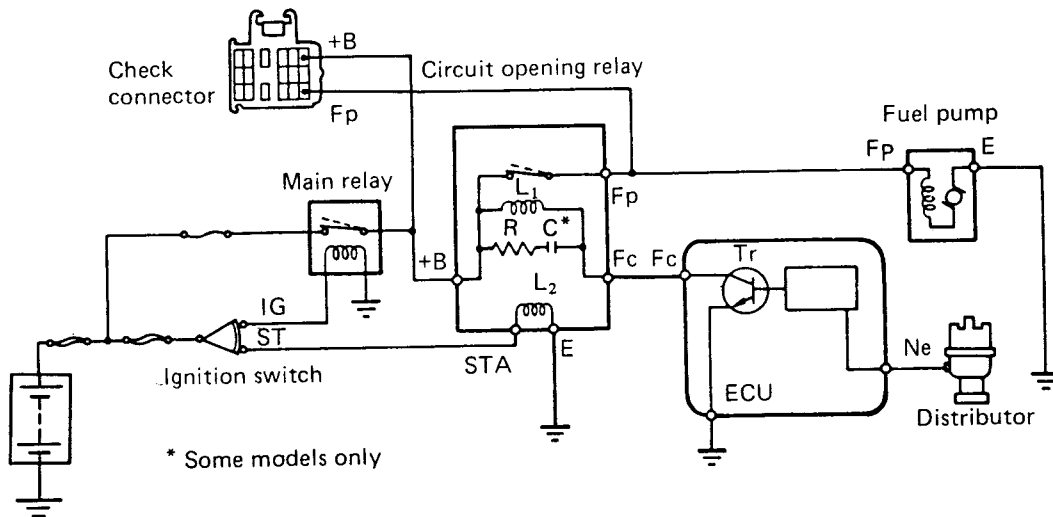 +B
Check
connector
Circuit opening relay
Fp
Fuel pump
Fp
E
Main relay
L1
Fp
R
C*
+B
Fc
Fc
Tr
L2
IG
ST
STA
E
Ne
Ignition switch
ECU
Distributor
* Some models only